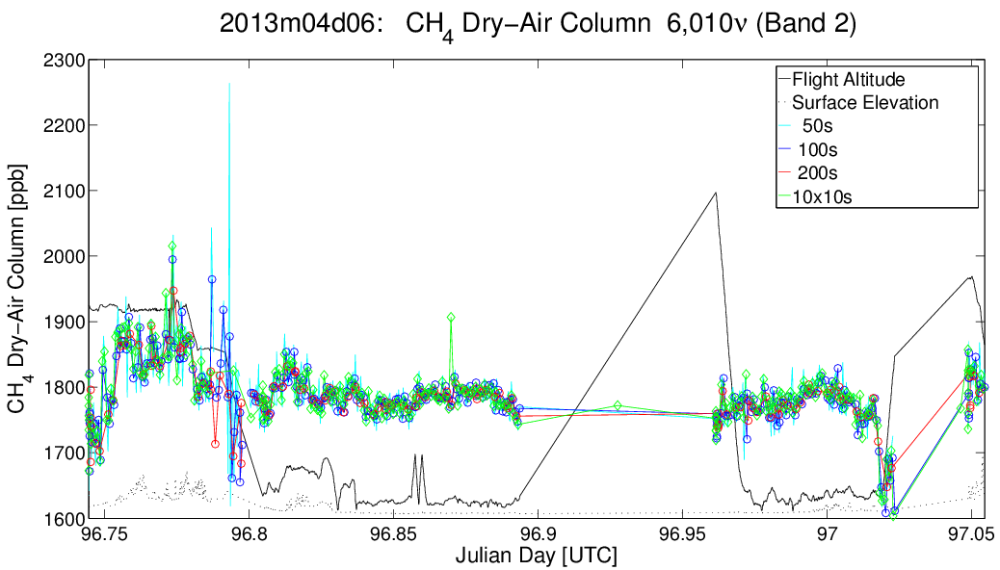 2013m04d06: CH4 Dry−Air Column 6,010ν (Band 2)
2300
2200
2100
2000
1900
1800
1700
1600
CH4 Dry−Air Column [ppb]
Flight Altitude
Surface Elevation
50s
100s
200s
10x10s
96.75 96.8 96.85 96.9 96.95 97 97.05
Julian Day [UTC]